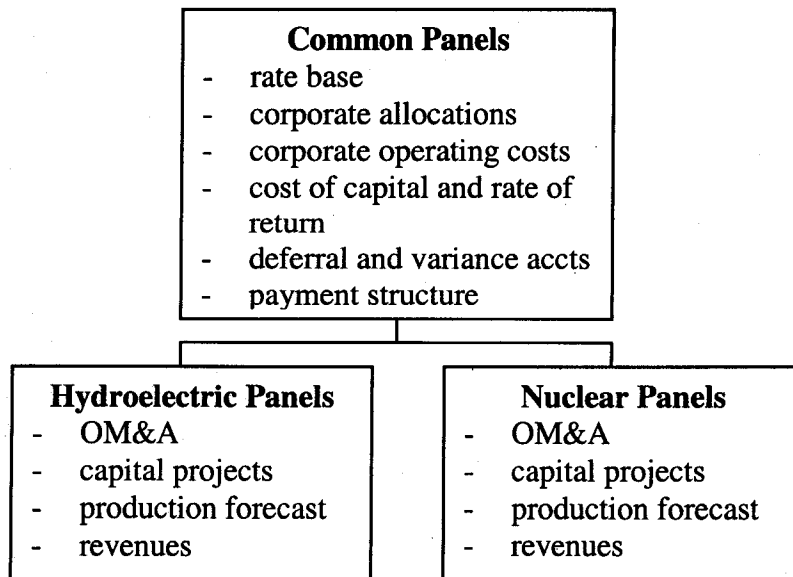 Common Panels
- rate base
- corporate allocations
- corporate operating costs
- cost of capital and rate of
return
- deferral and variance accts
- payment structure
Hydroelectric Panels
- OM&A
- capital projects
- production forecast
- revenues
Nuclear Panels
- OM&A
- capital projects
- production forecast
- revenues